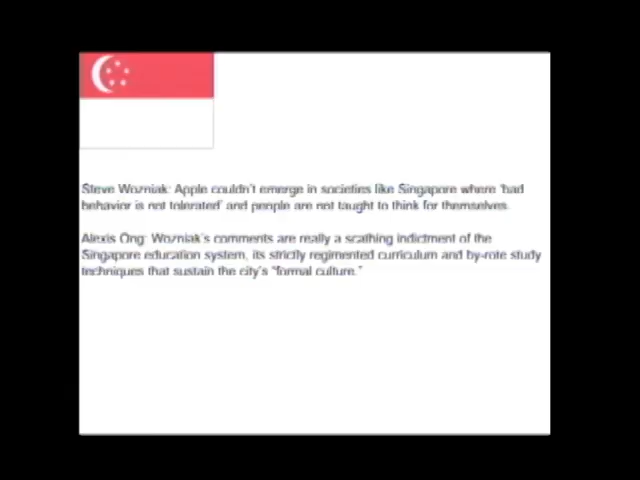 Steve Wozniak: Apple couldn't emerge in societies like Singapore where 'bad
behavior is not tolerated' and people are not taught to think for themselves.
Alexis Ong: Wozniak's comments are really a scathing indictment of the
Singapore education system, its strictly regimented curriculum and by-rote study
techniques that sustain the city's "formal culture."